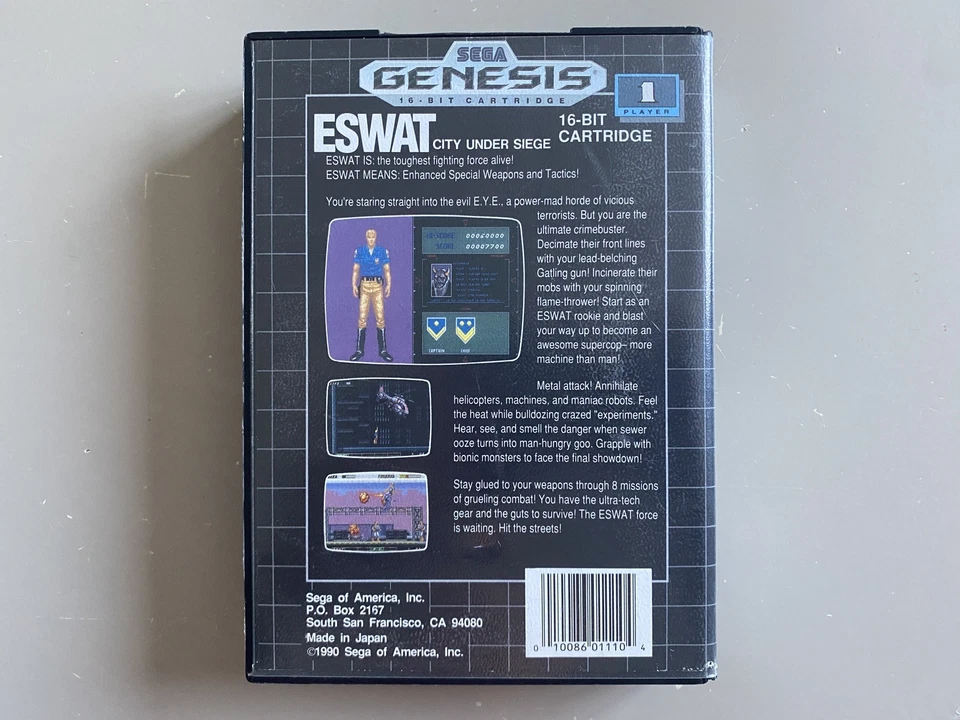 SEGA
GENESIS
16-BIT CARTRIDGE
1
PLAYER
ESWAT CITY UNDER SIEGE
16-BIT
CARTRIDGE
ESWAT IS: the toughest fighting force alive!
ESWAT MEANS: Enhanced Special Weapons and Tactics!
You're staring straight into the evil E.Y.E., a power-mad horde of vicious
terrorists. But you are the
ultimate crimebuster.
Decimate their front lines
with your lead-belching
Gatling gun! Incinerate their
mobs with your spinning
flame-thrower! Start as an
ESWAT rookie and blast
your way up to become an
awesome supercop– more
machine than man!
HI-SCORE 00060000
SCORE 00007700
CAPTAIN CHIEF
Metal attack! Annihilate
helicopters, machines, and maniac robots. Feel
the heat while bulldozing crazed "experiments."
Hear, see, and smell the danger when sewer
ooze turns into man-hungry goo. Grapple with
bionic monsters to face the final showdown!
Stay glued to your weapons through 8 missions
of grueling combat! You have the ultra-tech
gear and the guts to survive! The ESWAT force
is waiting. Hit the streets!
Sega of America, Inc.
P.O. Box 2167
South San Francisco, CA 94080
Made in Japan
©1990 Sega of America, Inc.
0 10086 01110 4